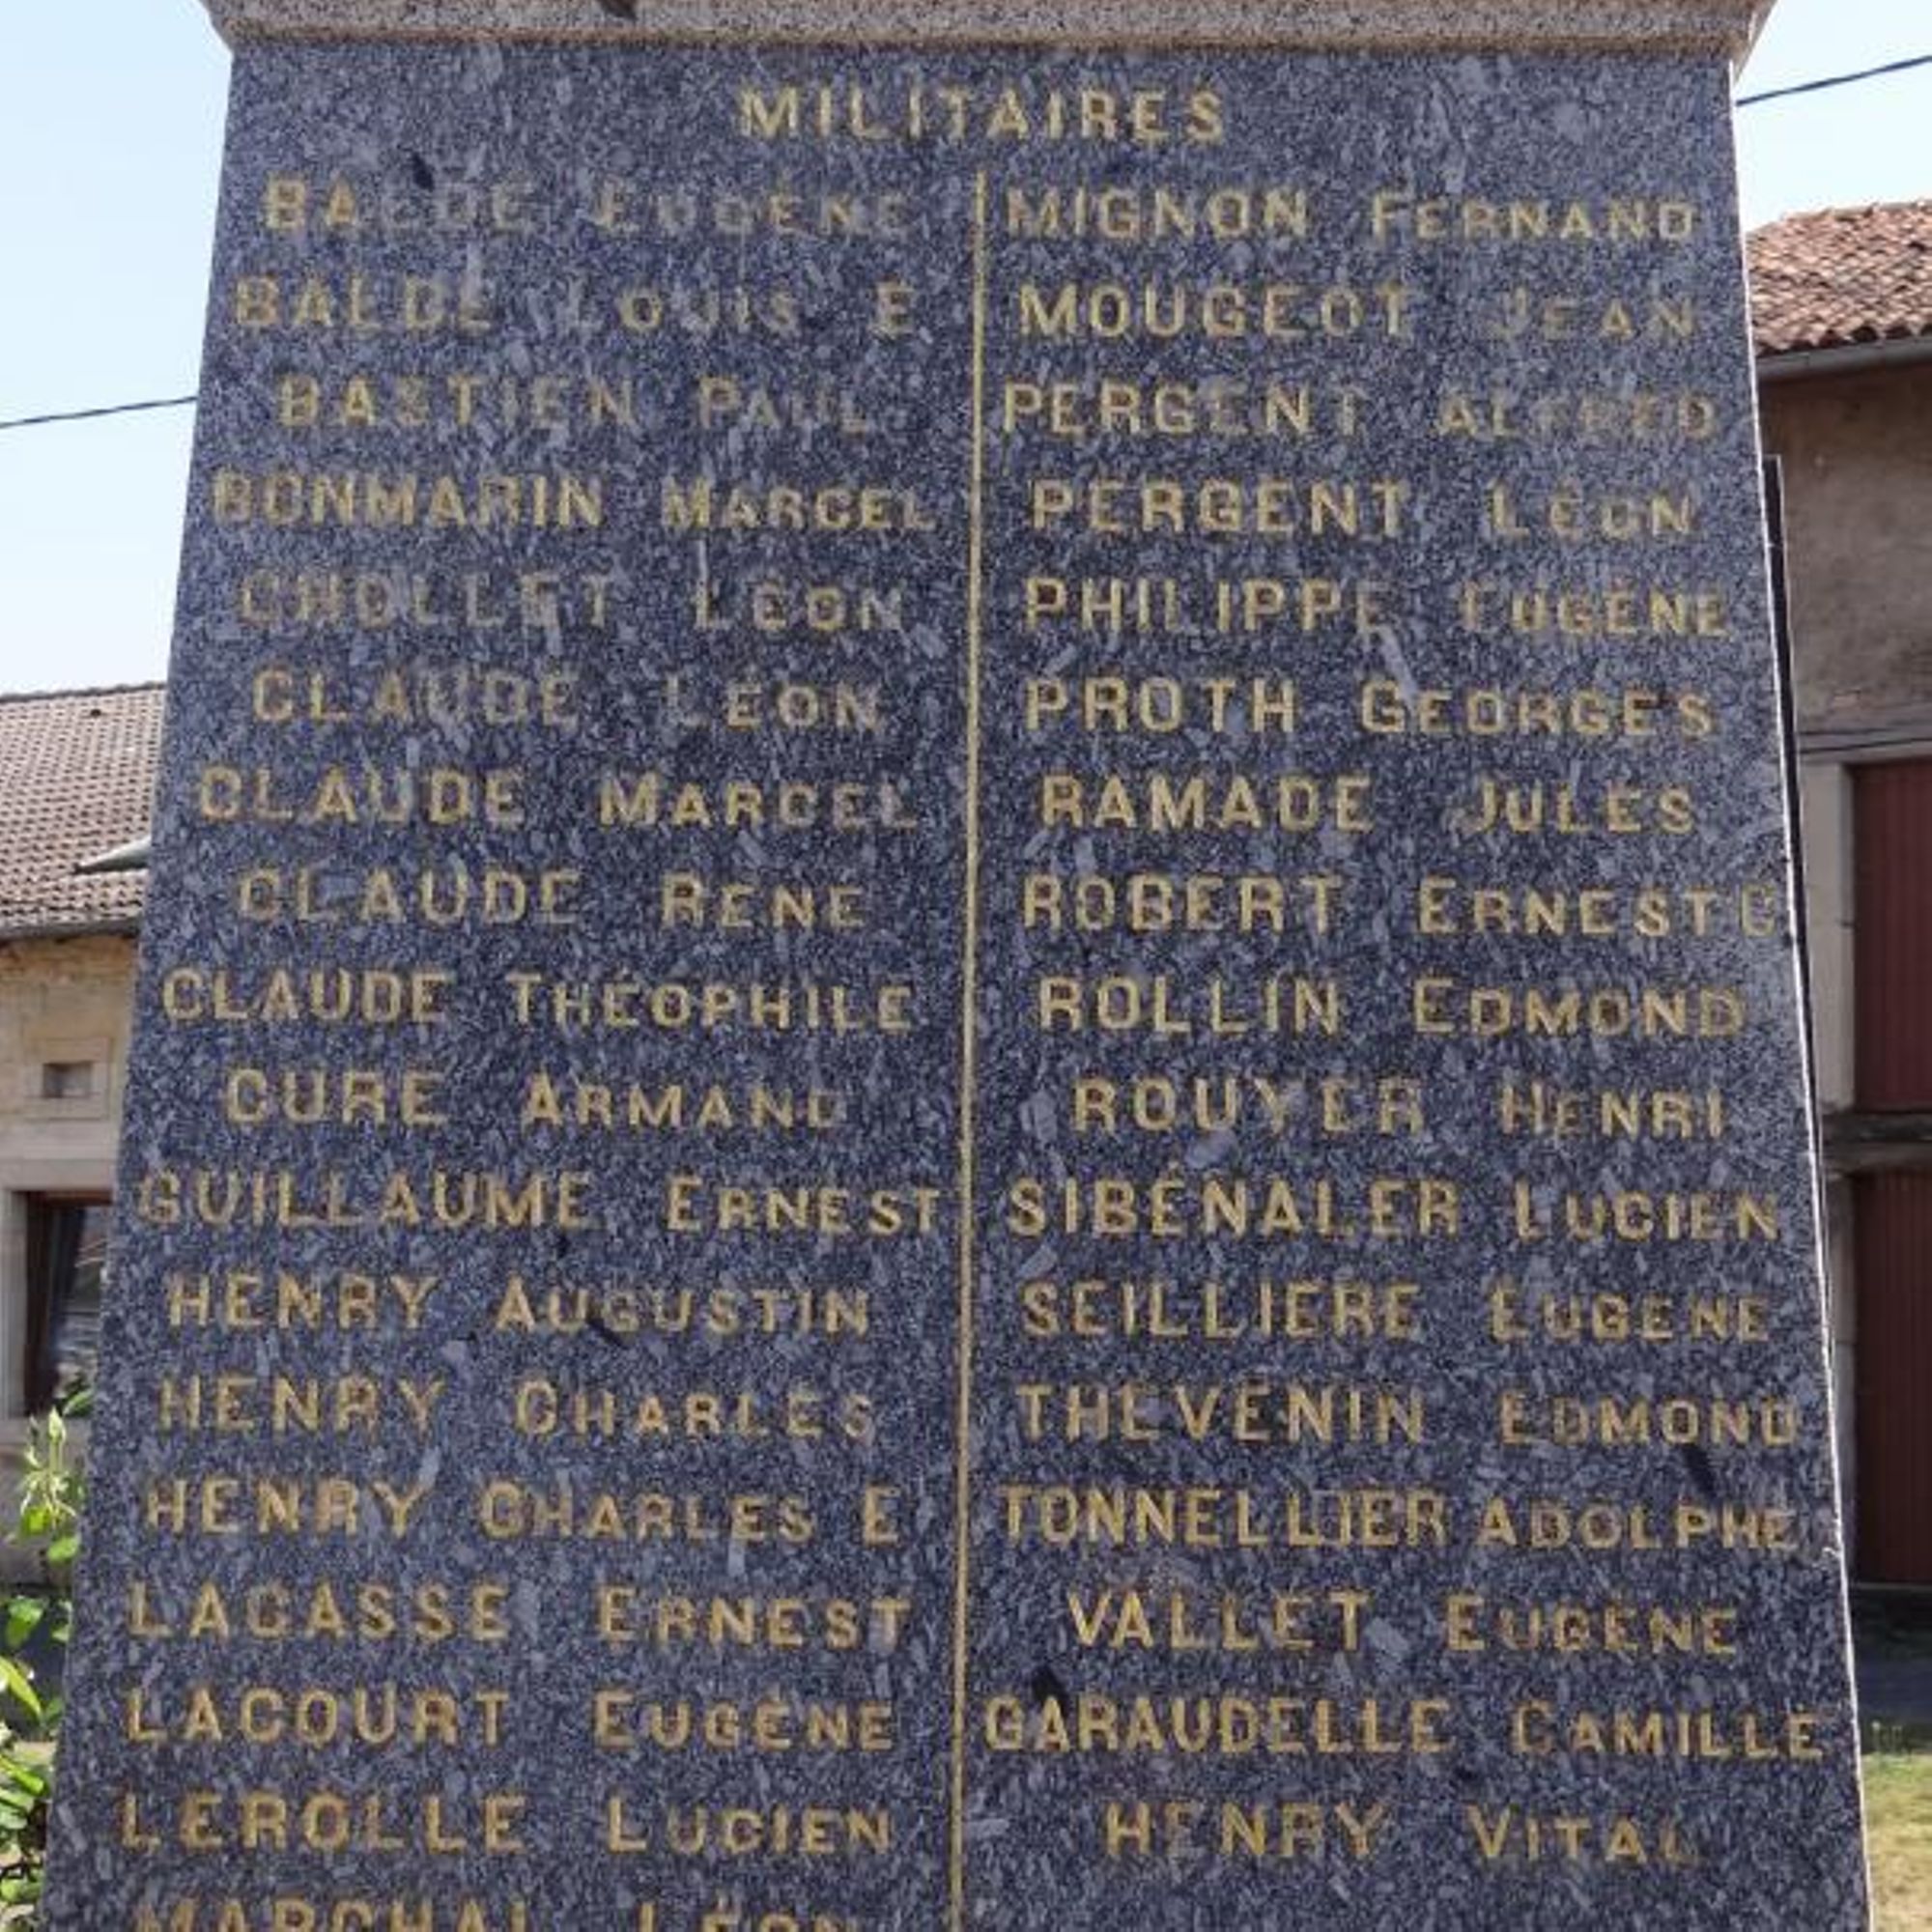 MILITAIRES
BALDE EUGÈNE
BALDE LOUIS E
BASTIEN PAUL
BONMARIN MARCEL
CHOLLET LÉON
CLAUDE LÉON
CLAUDE MARCEL
CLAUDE RENÉ
CLAUDE THÉOPHILE
CURE ARMAND
GUILLAUME ERNEST
HENRY AUGUSTIN
HENRY CHARLES
HENRY CHARLES E
LACASSE ERNEST
LACOURT EUGÈNE
LEROLLE LUCIEN
MARCHAL LÉON
MIGNON FERNAND
MOUGEOT JEAN
PERGENT ALFRED
PERGENT LÉON
PHILIPPE EUGÈNE
PROTH GEORGES
RAMADE JULES
ROBERT ERNEST C
ROLLIN EDMOND
ROUYER HENRI
SIBÉNALER LUCIEN
SEILLIERE EUGÈNE
THEVENIN EDMOND
TONNELLIER ADOLPHE
VALLET EUGÈNE
GARAUDELLE CAMILLE
HENRY VITAL